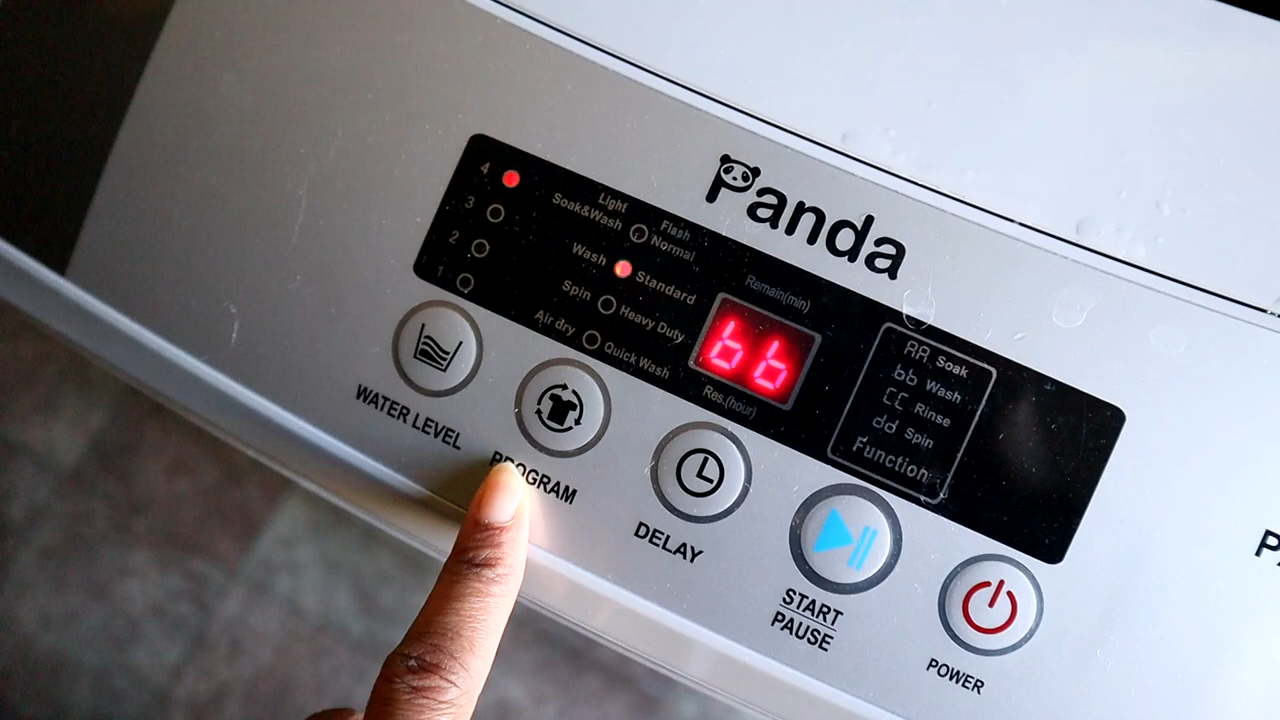 Panda
4
3
2
1
Light
Soak&Wash
Flash
Normal
Wash
Standard
Spin
Heavy Duty
Air dry
Quick Wash
Remain(min)
bb
Res.(hour)
AA Soak
bb Wash
CC Rinse
dd Spin
Function
WATER LEVEL
PROGRAM
DELAY
START
PAUSE
POWER